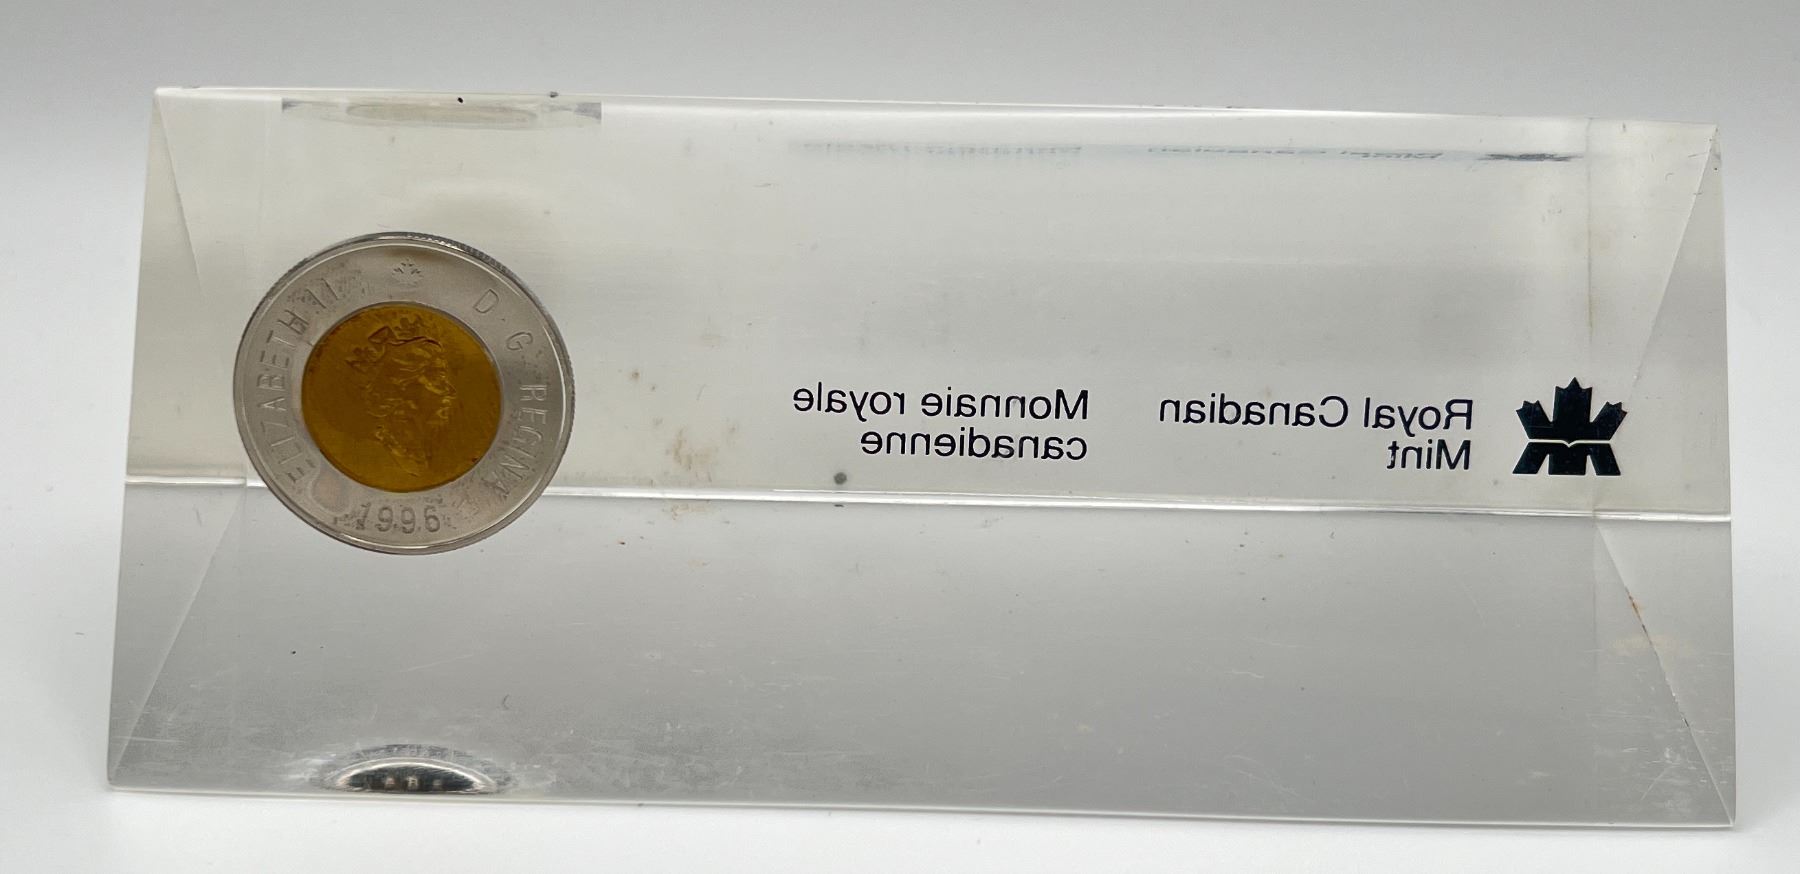 ELIZABETH II D·G·REGINA
1996
Royal Canadian
Mint
Monnaie royale
canadienne